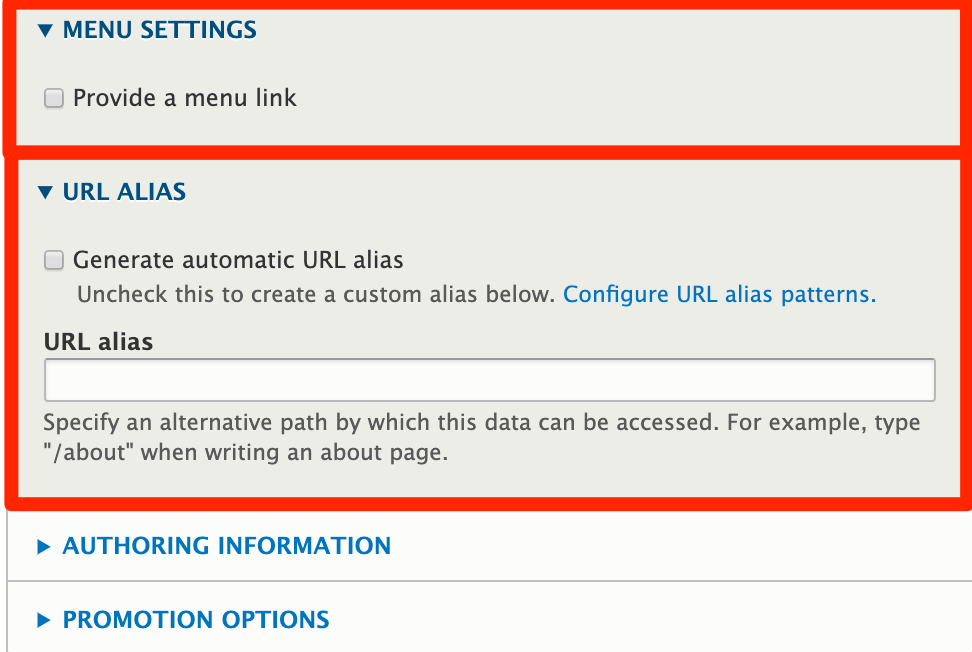 MENU SETTINGS
Provide a menu link
URL ALIAS
Generate automatic URL alias
Uncheck this to create a custom alias below. Configure URL alias patterns.
URL alias
Specify an alternative path by which this data can be accessed. For example, type
"/about" when writing an about page.
AUTHORING INFORMATION
PROMOTION OPTIONS